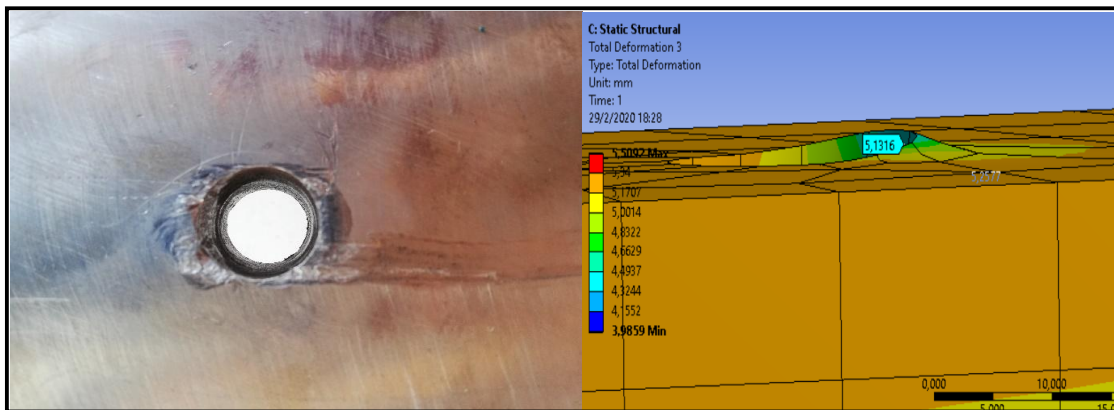 C: Static Structural
Total Deformation 3
Type: Total Deformation
Unit: mm
Time: 1
29/2/2020 18:28
5,5092 Max
5,34
5,1707
5,0014
4,8322
4,6629
4,4937
4,3244
4,1552
3,9859 Min
5,1316
5,2577
0,000
10,000
5,000